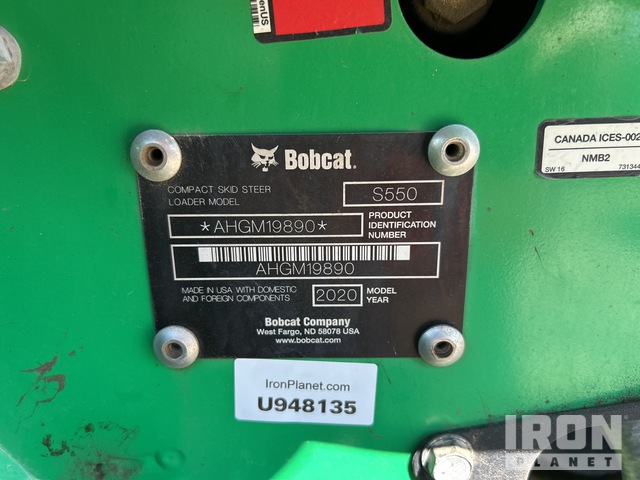 enUS
CANADA ICES-002
NMB2
SW 16
731344
Bobcat.
COMPACT SKID STEER
LOADER MODEL
S550
*AHGM19890*
PRODUCT
IDENTIFICATION
NUMBER
AHGM19890
MADE IN USA WITH DOMESTIC
AND FOREIGN COMPONENTS
2020
MODEL
YEAR
Bobcat Company
West Fargo, ND 58078 USA
www.bobcat.com
IronPlanet.com
U948135
IRON
PLANET